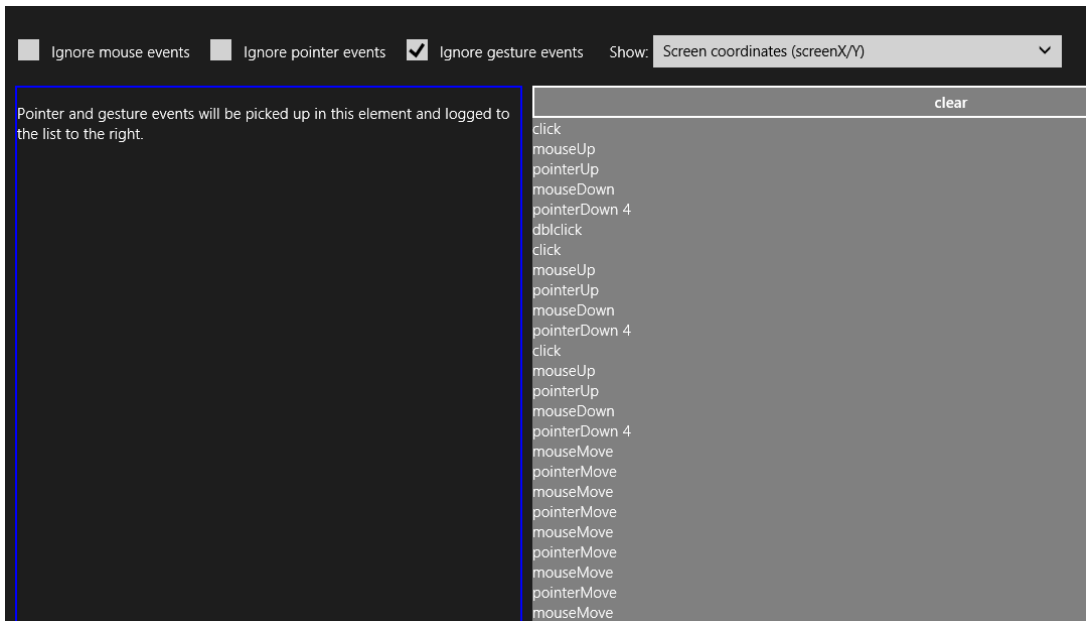 Ignore mouse events Ignore pointer events Ignore gesture events Show: Screen coordinates (screenX/Y)
Pointer and gesture events will be picked up in this element and logged to
the list to the right.
clear
click
mouseUp
pointerUp
mouseDown
pointerDown 4
dblclick
click
mouseUp
pointerUp
mouseDown
pointerDown 4
click
mouseUp
pointerUp
mouseDown
pointerDown 4
mouseMove
pointerMove
mouseMove
pointerMove
mouseMove
pointerMove
mouseMove
pointerMove
mouseMove